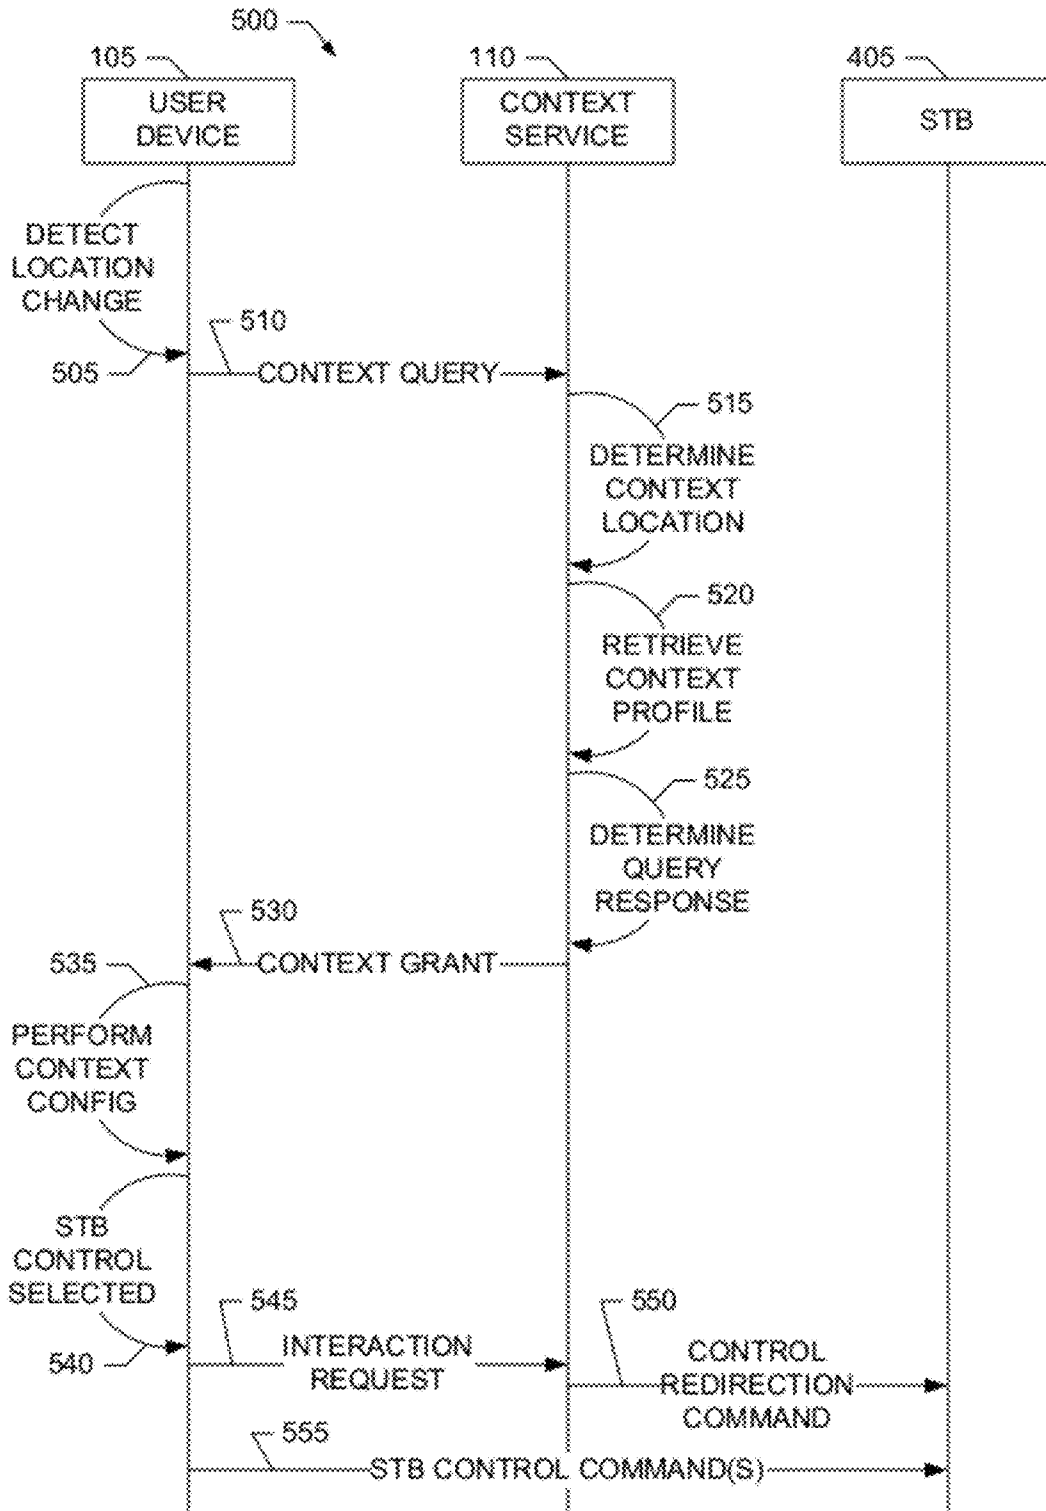 500
105
110
405
USER
DEVICE
CONTEXT
SERVICE
STB
DETECT
LOCATION
CHANGE
505
510
CONTEXT QUERY
515
DETERMINE
CONTEXT
LOCATION
520
RETRIEVE
CONTEXT
PROFILE
525
DETERMINE
QUERY
RESPONSE
530
CONTEXT GRANT
535
PERFORM
CONTEXT
CONFIG
STB
CONTROL
SELECTED
540
545
INTERACTION
REQUEST
550
CONTROL
REDIRECTION
COMMAND
555
STB CONTROL COMMAND(S)